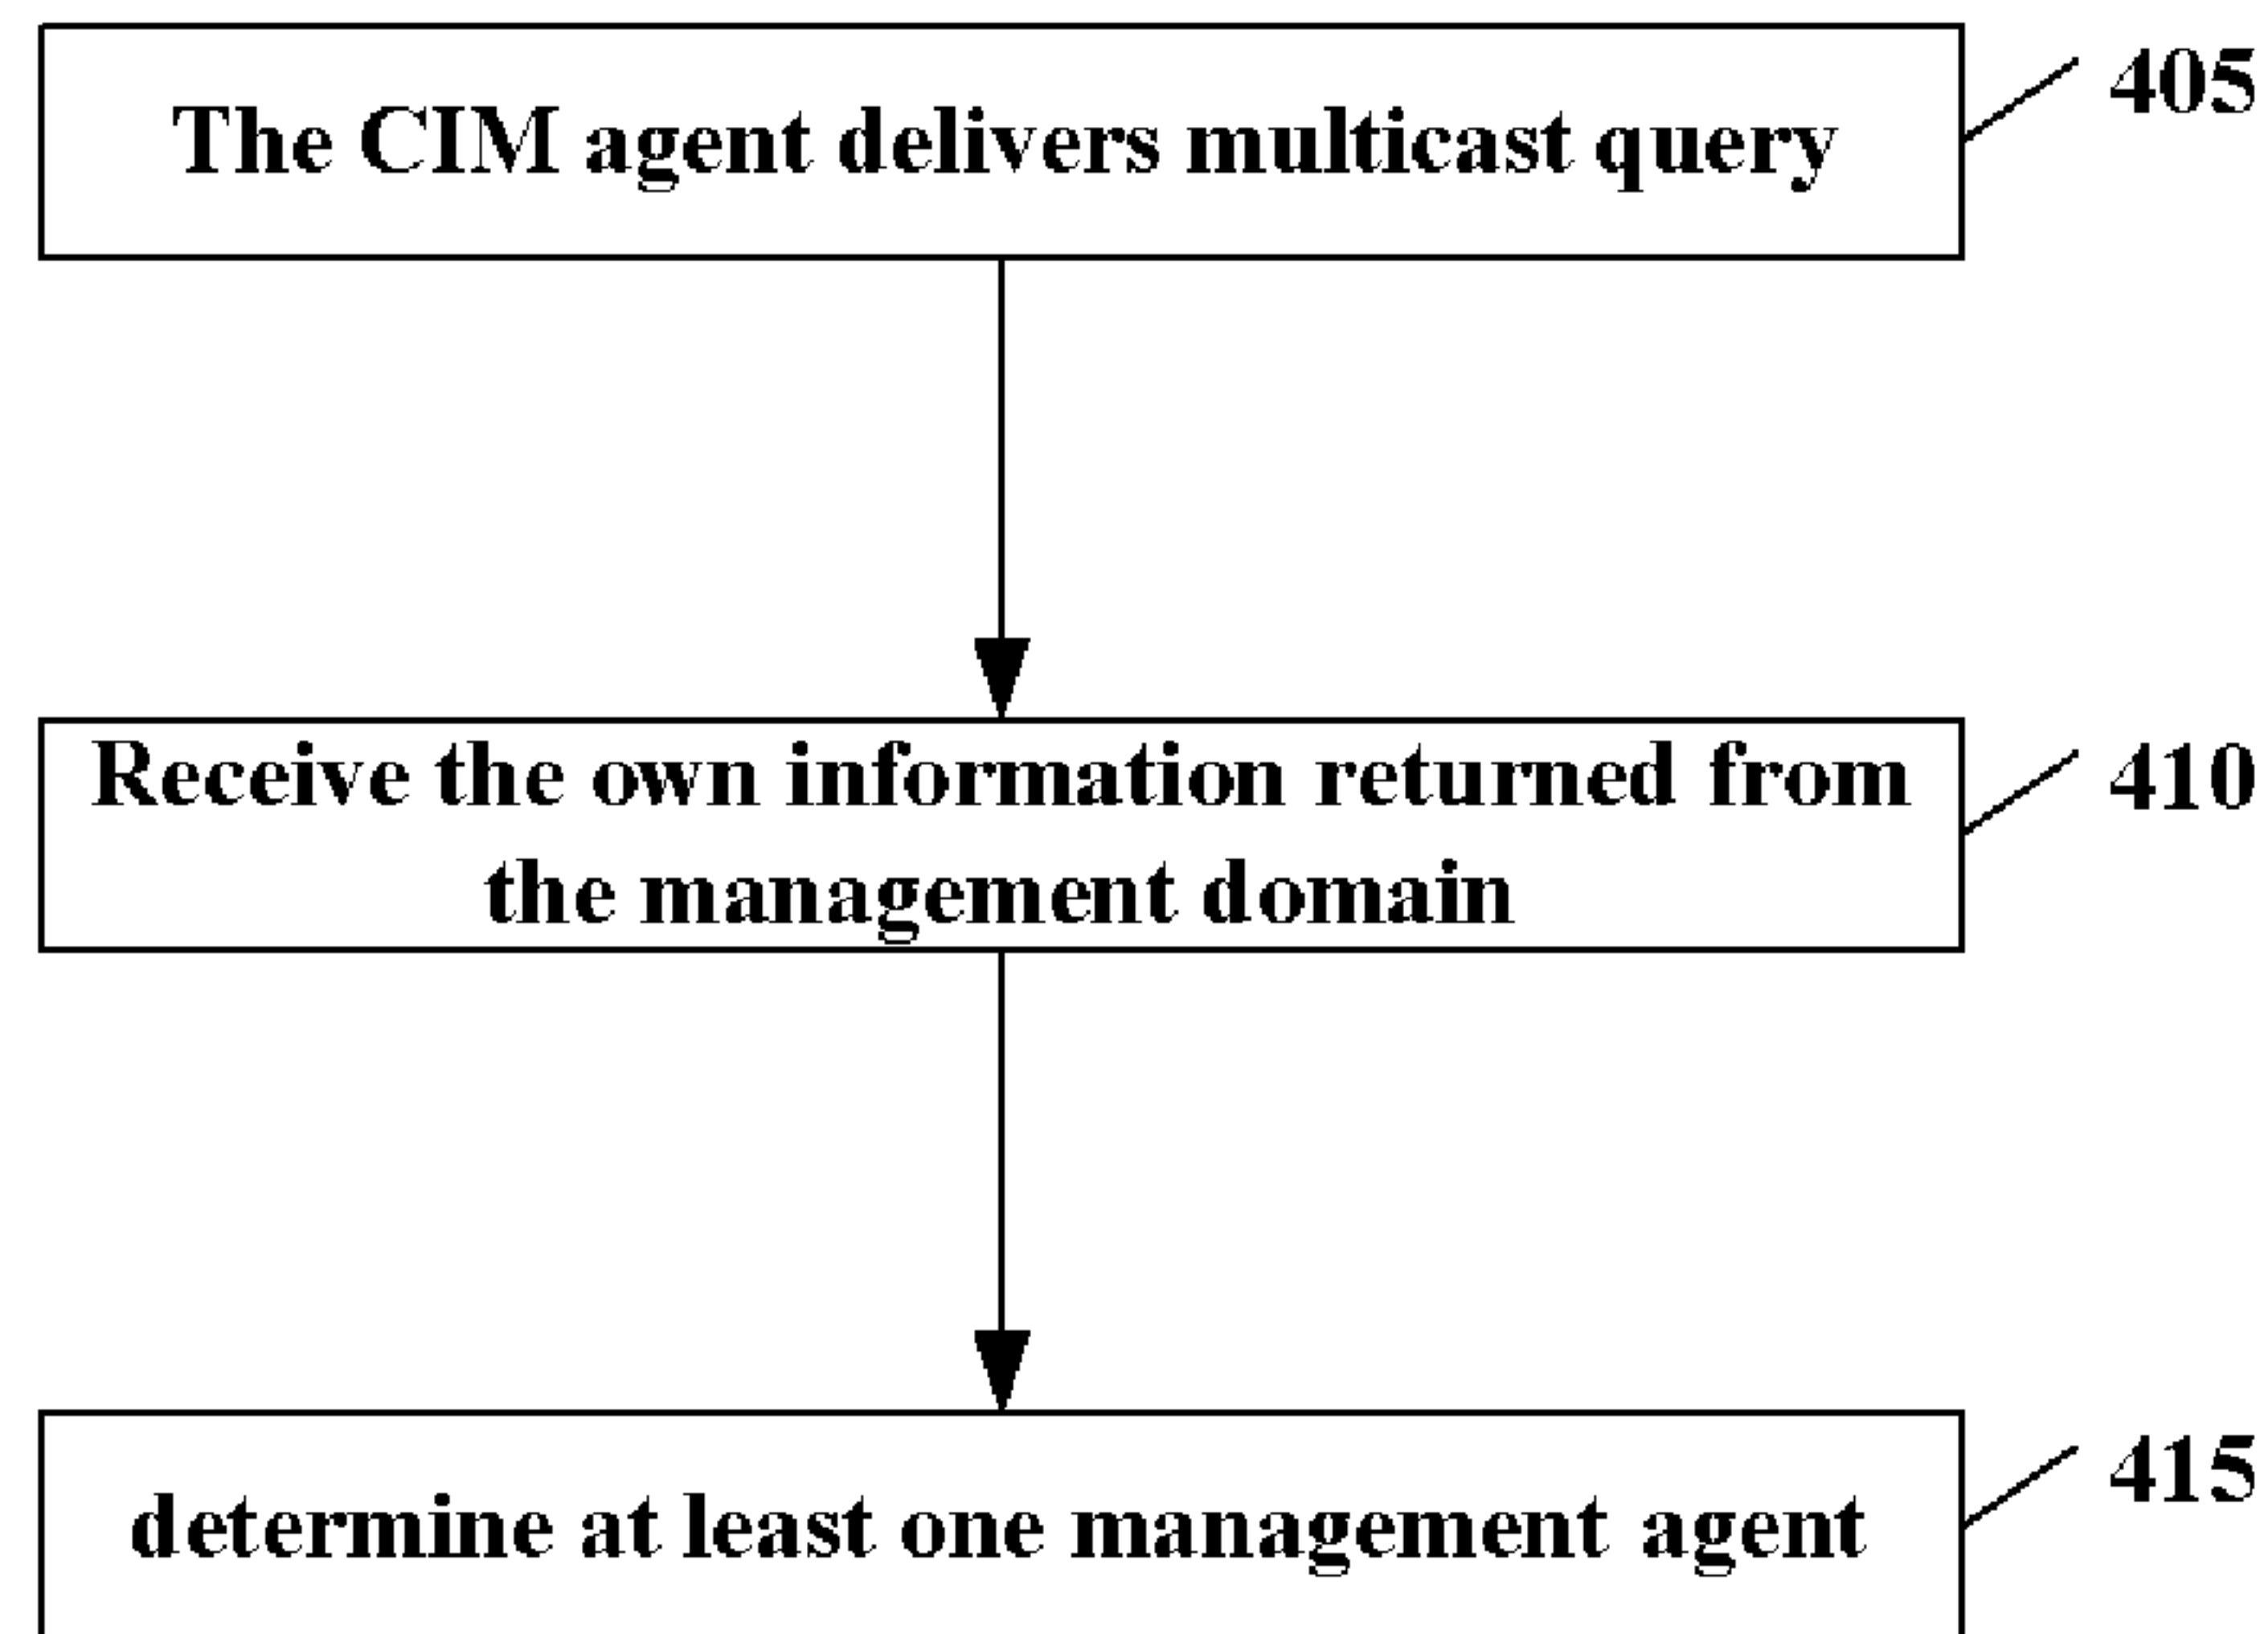 The CIM agent delivers multicast query
405
Receive the own information returned from
the management domain
410
determine at least one management agent
415